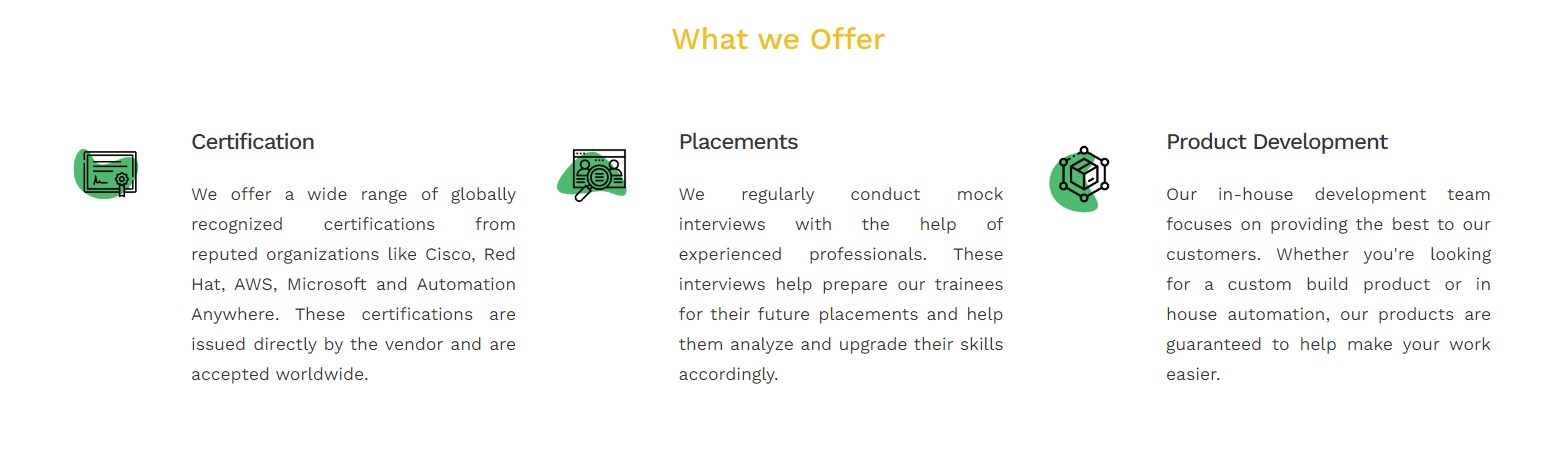 What we Offer
Certification
We offer a wide range of globally
recognized certifications from
reputed organizations like Cisco, Red
Hat, AWS, Microsoft and Automation
Anywhere. These certifications are
issued directly by the vendor and are
accepted worldwide.
Placements
We regularly conduct mock
interviews with the help of
experienced professionals. These
interviews help prepare our trainees
for their future placements and help
them analyze and upgrade their skills
accordingly.
Product Development
Our in-house development team
focuses on providing the best to our
customers. Whether you're looking
for a custom build product or in
house automation, our products are
guaranteed to help make your work
easier.